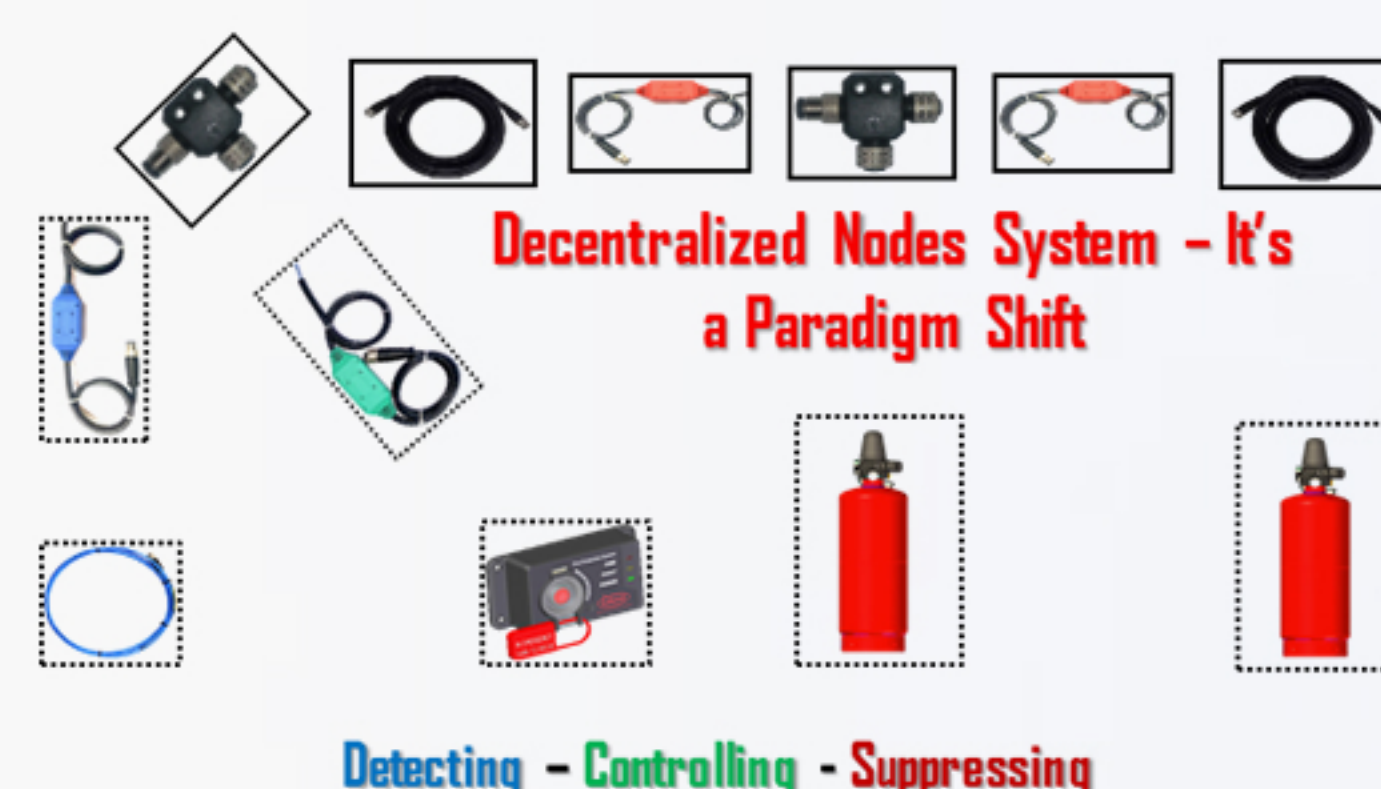 Decentralized Nodes System – It's
a Paradigm Shift
Detecting – Controlling - Suppressing